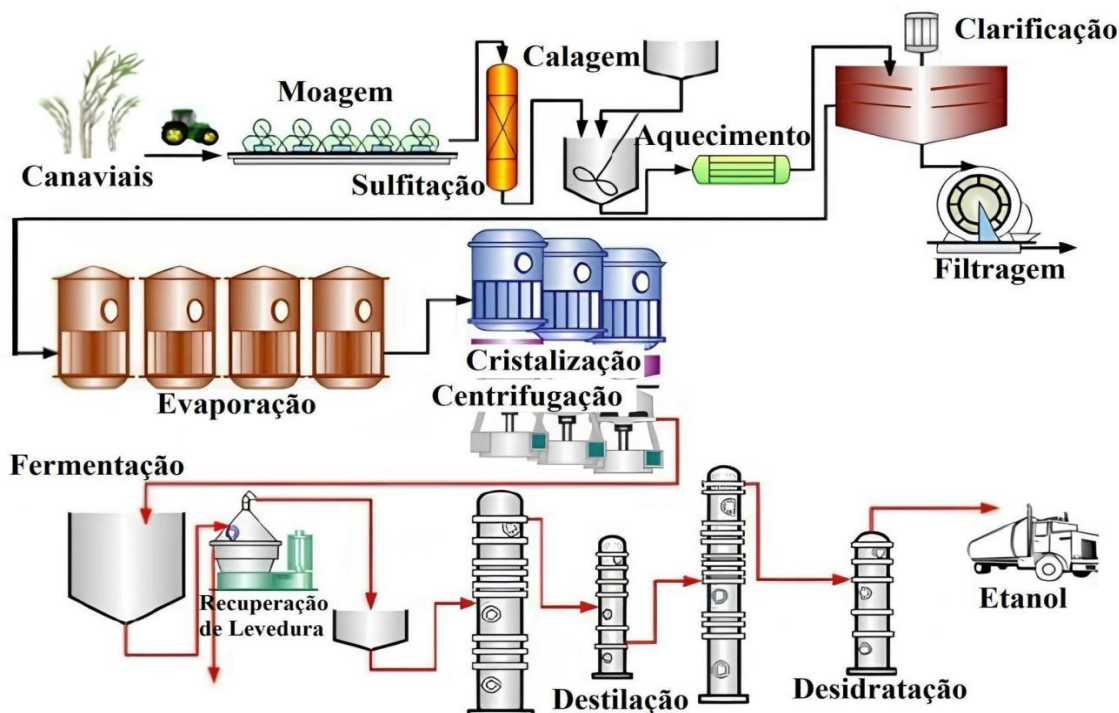 Clarificação
Calagem
Moagem
Aquecimento
Canaviais
Sulfitação
Filtragem
Cristalização
Evaporação
Centrifugação
Fermentação
Recuperação
de Levedura
Destilação
Desidratação
Etanol